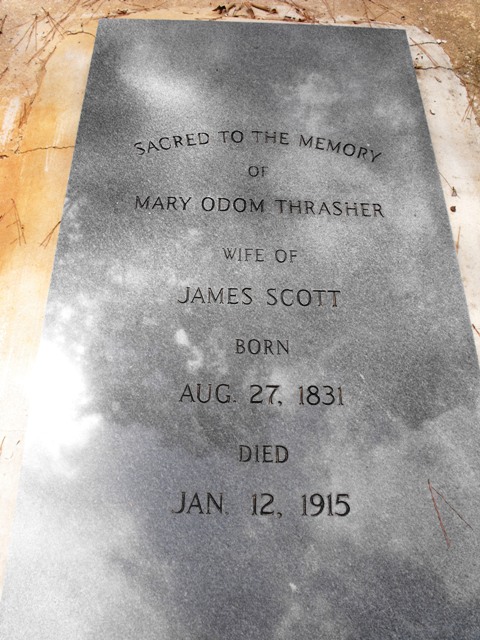 SACRED TO THE MEMORY
OF
MARY ODOM THRASHER
WIFE OF
JAMES SCOTT
BORN
AUG. 27, 1831
DIED
JAN. 12, 1915